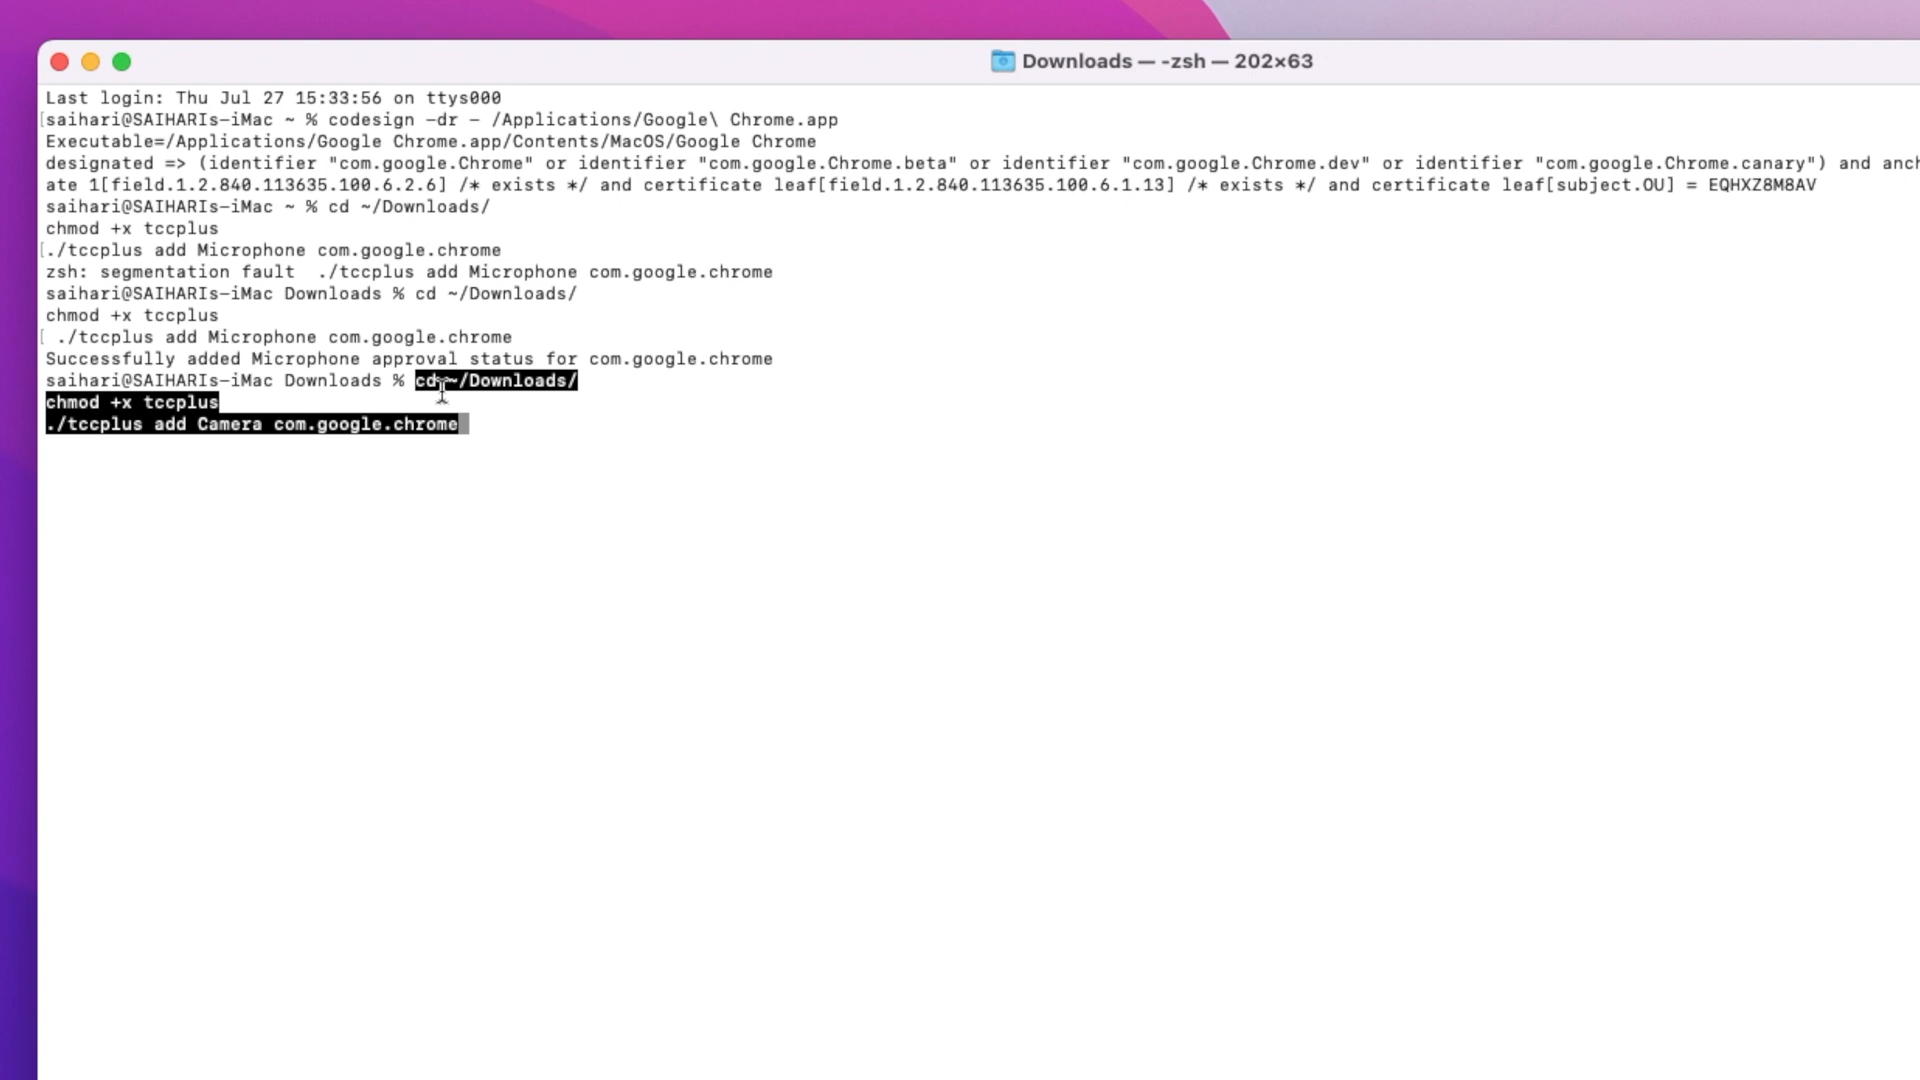 Downloads — -zsh — 202×63
Last login: Thu Jul 27 15:33:56 on ttys000
[saihari@SAIHARIs-iMac ~ % codesign -dr - /Applications/Google\ Chrome.app
Executable=/Applications/Google Chrome.app/Contents/MacOS/Google Chrome
designated => (identifier "com.google.Chrome" or identifier "com.google.Chrome.beta" or identifier "com.google.Chrome.dev" or identifier "com.google.Chrome.canary") and anch
ate 1[field.1.2.840.113635.100.6.2.6] /* exists */ and certificate leaf[field.1.2.840.113635.100.6.1.13] /* exists */ and certificate leaf[subject.OU] = EQHXZ8M8AV
saihari@SAIHARIs-iMac ~ % cd ~/Downloads/
chmod +x tccplus
[./tccplus add Microphone com.google.chrome
zsh: segmentation fault  ./tccplus add Microphone com.google.chrome
saihari@SAIHARIs-iMac Downloads % cd ~/Downloads/
chmod +x tccplus
[ ./tccplus add Microphone com.google.chrome
Successfully added Microphone approval status for com.google.chrome
saihari@SAIHARIs-iMac Downloads % cd ~/Downloads/
chmod +x tccplus
./tccplus add Camera com.google.chrome